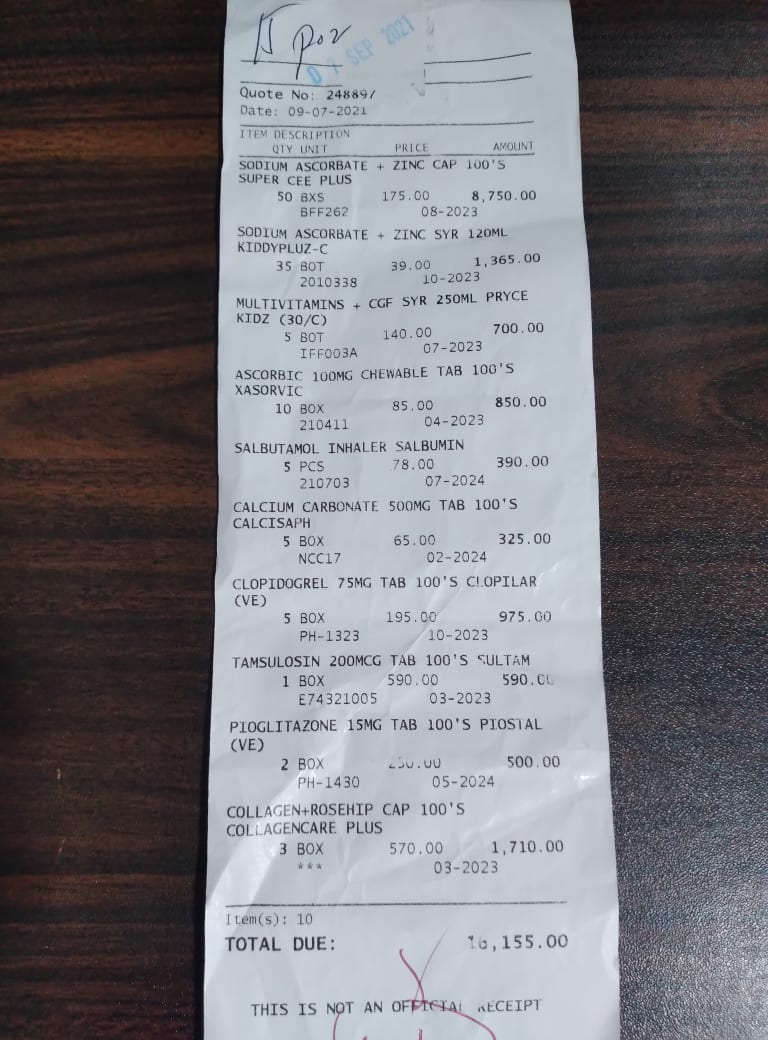 SEP 2021
Quote No: 24889/
Date: 09-07-2021
ITEM DESCRIPTION
QTY UNIT PRICE AMOUNT
SODIUM ASCORBATE + ZINC CAP 100'S
SUPER CEE PLUS
50 BXS 175.00 8,750.00
BFF262 08-2023
SODIUM ASCORBATE + ZINC SYR 120ML
KIDDYPLUZ-C
35 BOT 39.00 1,365.00
2010338 10-2023
MULTIVITAMINS + CGF SYR 250ML PRYCE
KIDZ (30/C)
5 BOT 140.00 700.00
IFF003A 07-2023
ASCORBIC 100MG CHEWABLE TAB 100'S
XASORVIC
10 BOX 85.00 850.00
210411 04-2023
SALBUTAMOL INHALER SALBUMIN
5 PCS 78.00 390.00
210703 07-2024
CALCIUM CARBONATE 500MG TAB 100'S
CALCISAPH
5 BOX 65.00 325.00
NCC17 02-2024
CLOPIDOGREL 75MG TAB 100'S CLOPILAR
(VE)
5 BOX 195.00 975.00
PH-1323 10-2023
TAMSULOSIN 200MCG TAB 100'S SULTAM
1 BOX 590.00 590.00
E74321005 03-2023
PIOGLITAZONE 15MG TAB 100'S PIOSTAL
(VE)
2 BOX 250.00 500.00
PH-1430 05-2024
COLLAGEN+ROSEHIP CAP 100'S
COLLAGENCARE PLUS
3 BOX 570.00 1,710.00
*** 03-2023
Item(s): 10
TOTAL DUE: 16,155.00
THIS IS NOT AN OFFICIAL RECEIPT